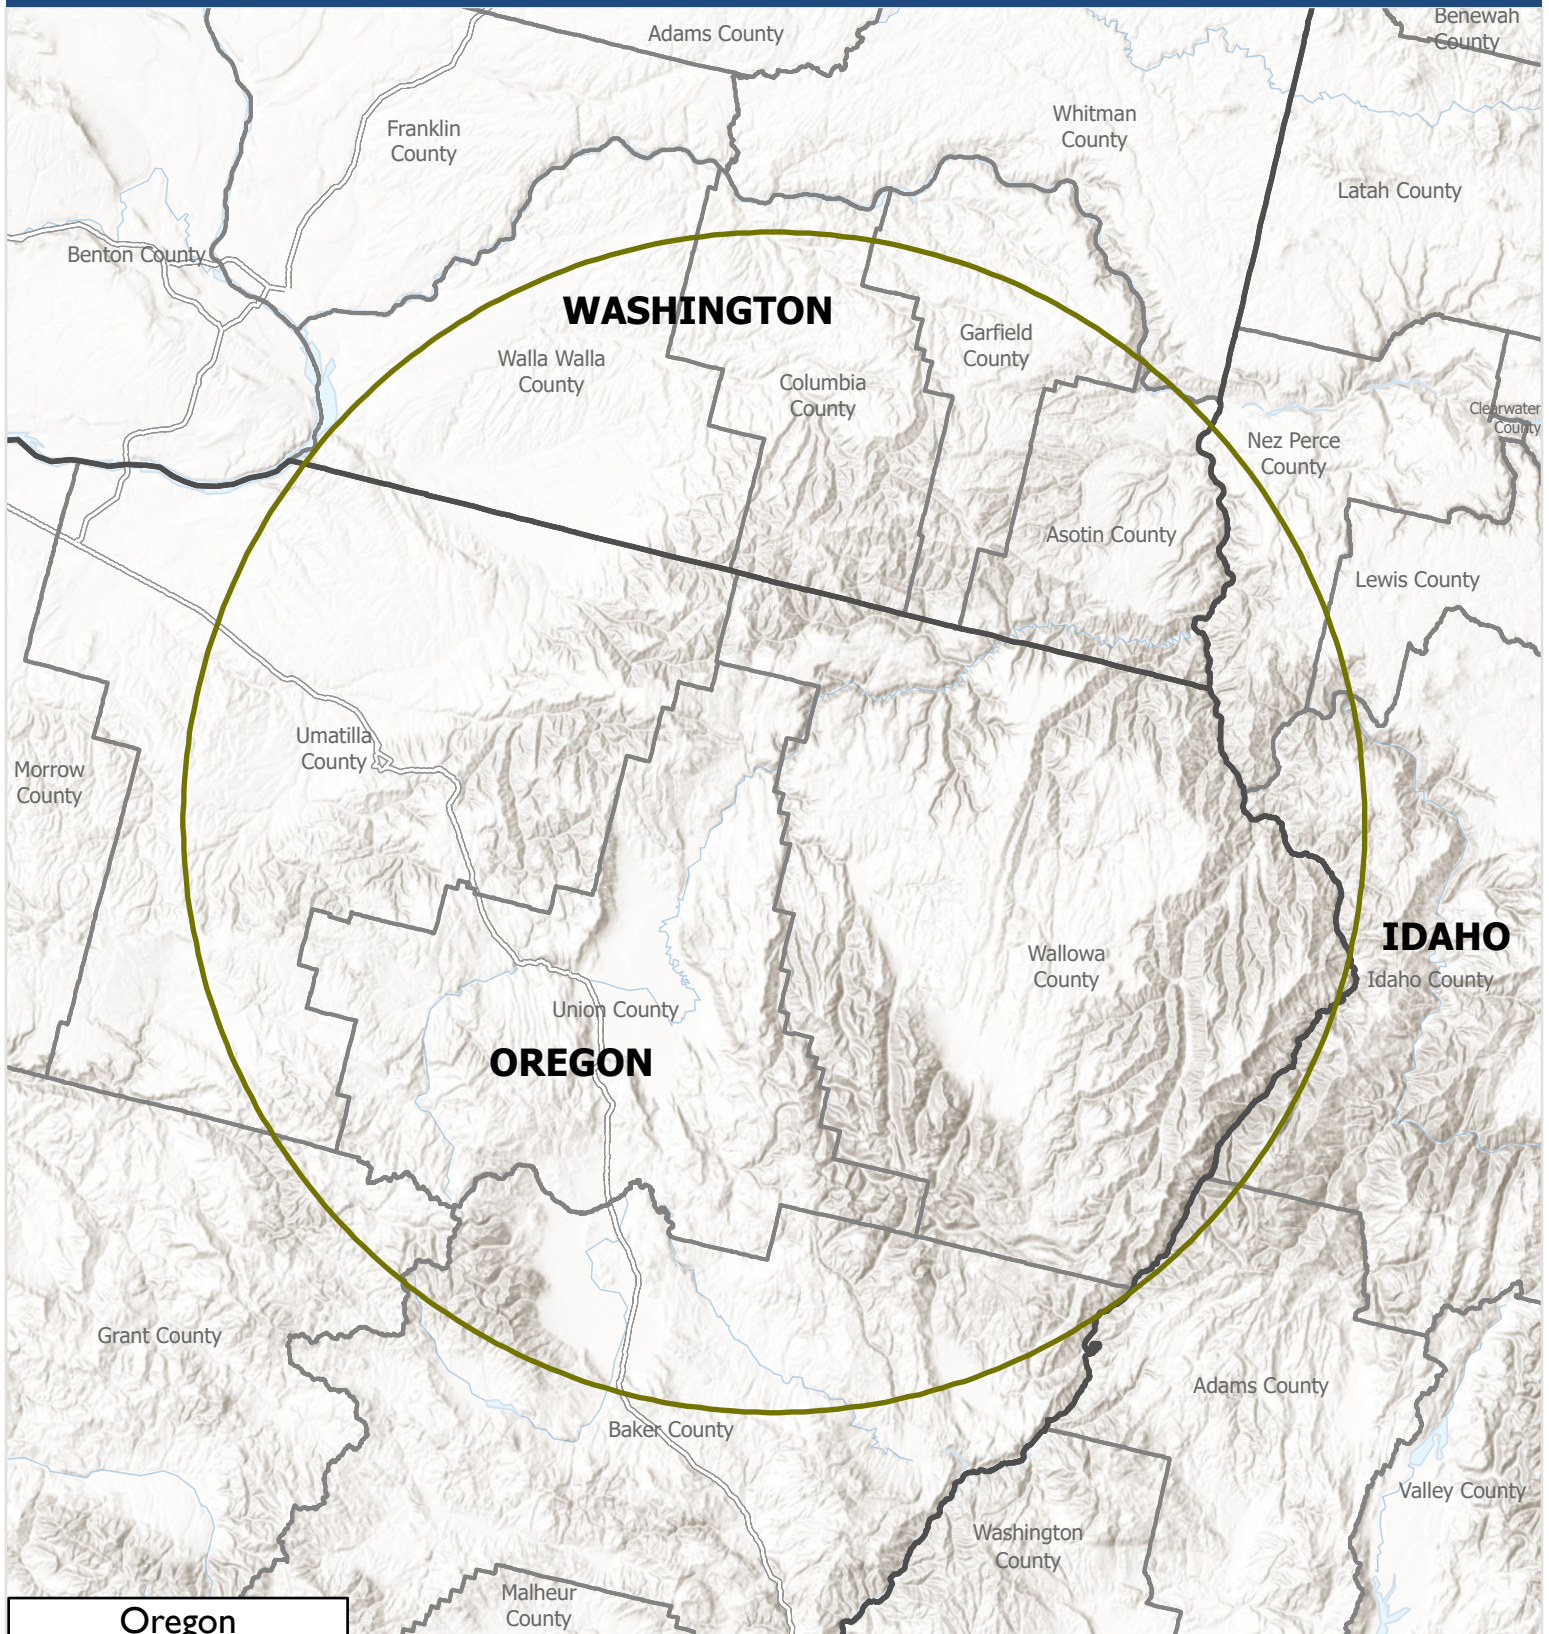 Adams County
Benewah
County
Whitman
County
Franklin
County
Latah County
Benton County
WASHINGTON
Garfield
County
Walla Walla
County
Columbia
County
Clearwater
County
Nez Perce
County
Asotin County
Lewis County
Umatilla
County
Morrow
County
IDAHO
Wallowa
County
Idaho County
Union County
OREGON
Grant County
Adams County
Baker County
Valley County
Washington
County
Malheur
County
Oregon